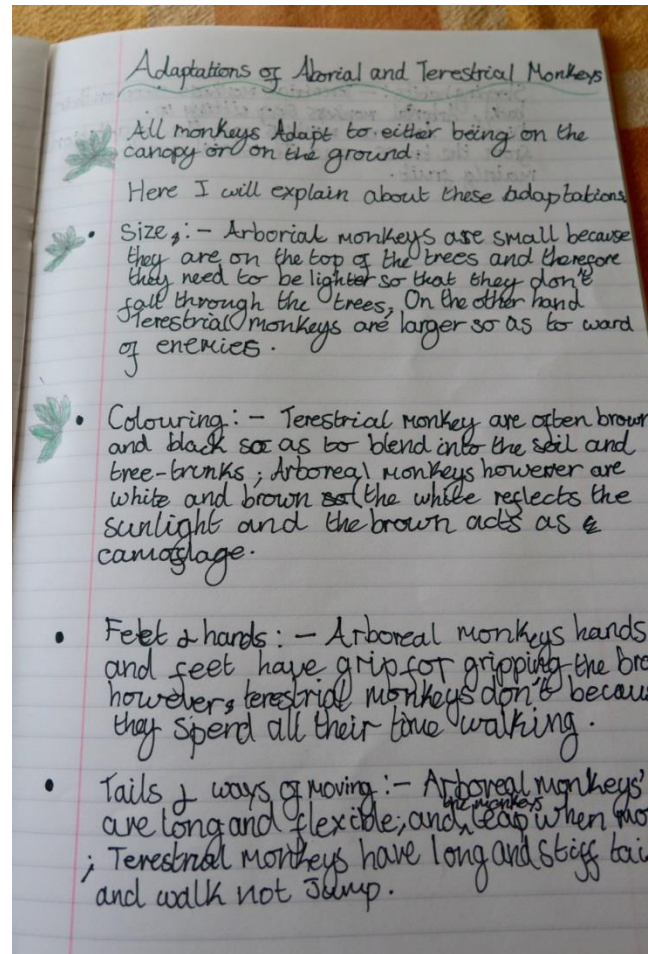 Adaptations of Aborial and Terestrial Monkeys
All monkeys Adapt to either being on the
canopy or on the ground.
Here I will explain about these adaptations
• Size,:- Arborial monkeys are small because
they are on the top of the trees and therefore
they need to be lighter so that they don't
fall through the trees, On the other hand
Terestrial monkeys are larger so as to ward
of enemies.
• Colouring:- Terestrial monkey are often brown
and black so as to blend into the soil and
tree-trunks; Arboreal monkeys however are
white and brown so the white reflects the
sunlight and the brown acts as
camoflage.
• Feet & hands:- Arboreal monkeys hands
and feet have grip for gripping the bra
however, terestrial monkeys don't becau
they spend all their time walking.
• Tails & ways of moving:- Arboreal monkeys'
are long and flexible; and the monkeys leap when mo
; Terestrial monkeys have long and stiff tai
and walk not Jump.